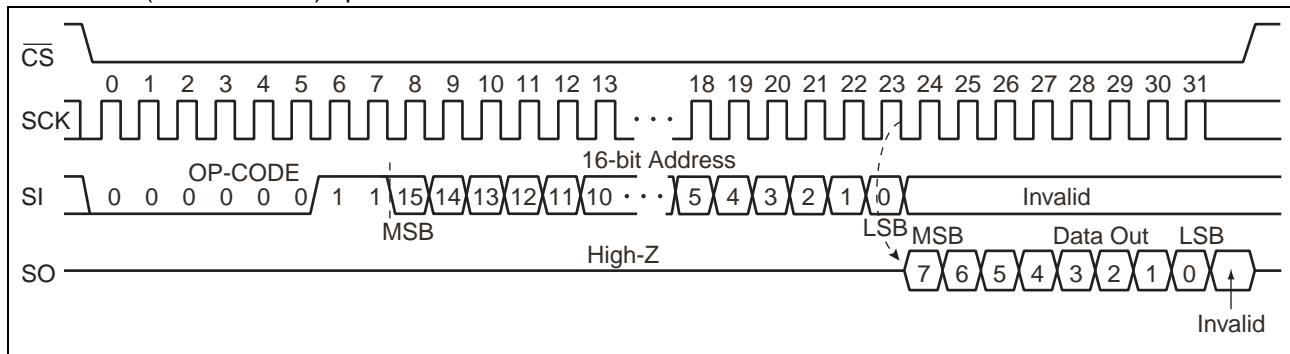 CS
0 1 2 3 4 5 6 7 8 9 10 11 12 13 18 19 20 21 22 23 24 25 26 27 28 29 30 31
SCK
· · ·
OP-CODE
16-bit Address
SI
0 0 0 0 0 0 1 1 15 14 13 12 11 10 · · · 5 4 3 2 1 0 Invalid
MSB
LSB
High-Z
MSB Data Out LSB
SO
7 6 5 4 3 2 1 0
Invalid